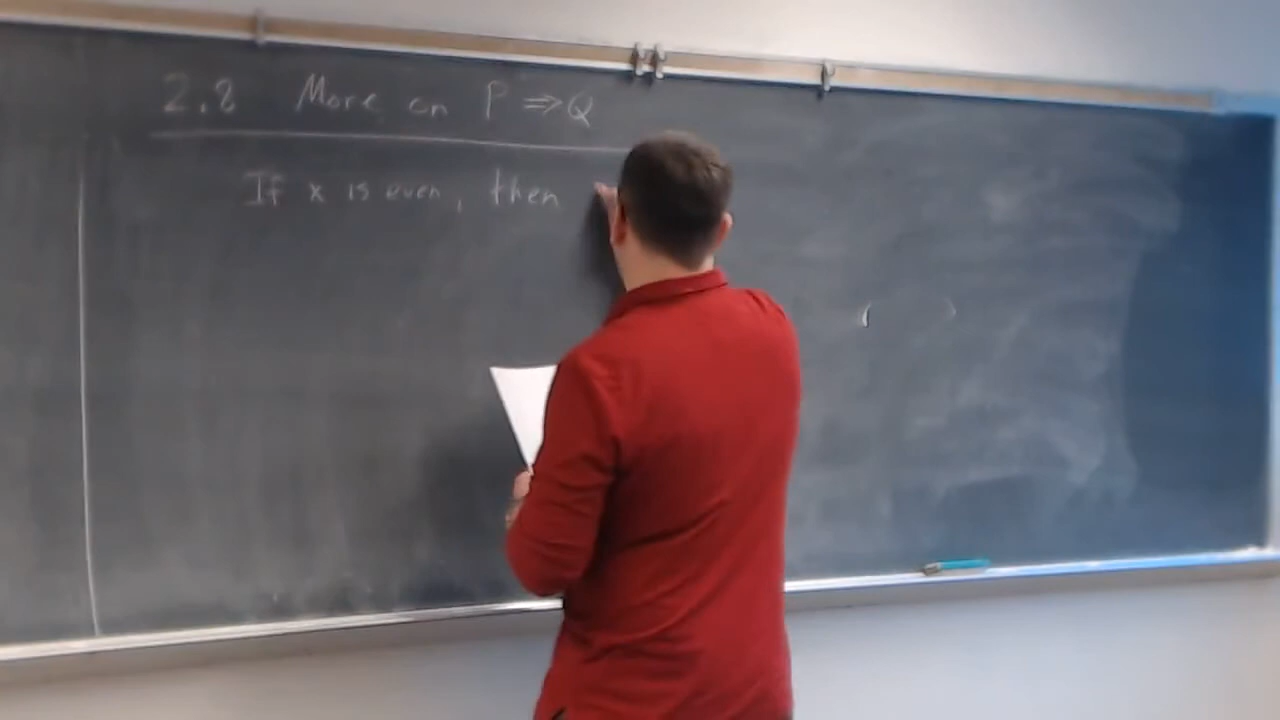 2.8 More on P ⇒ Q
If x is even, then